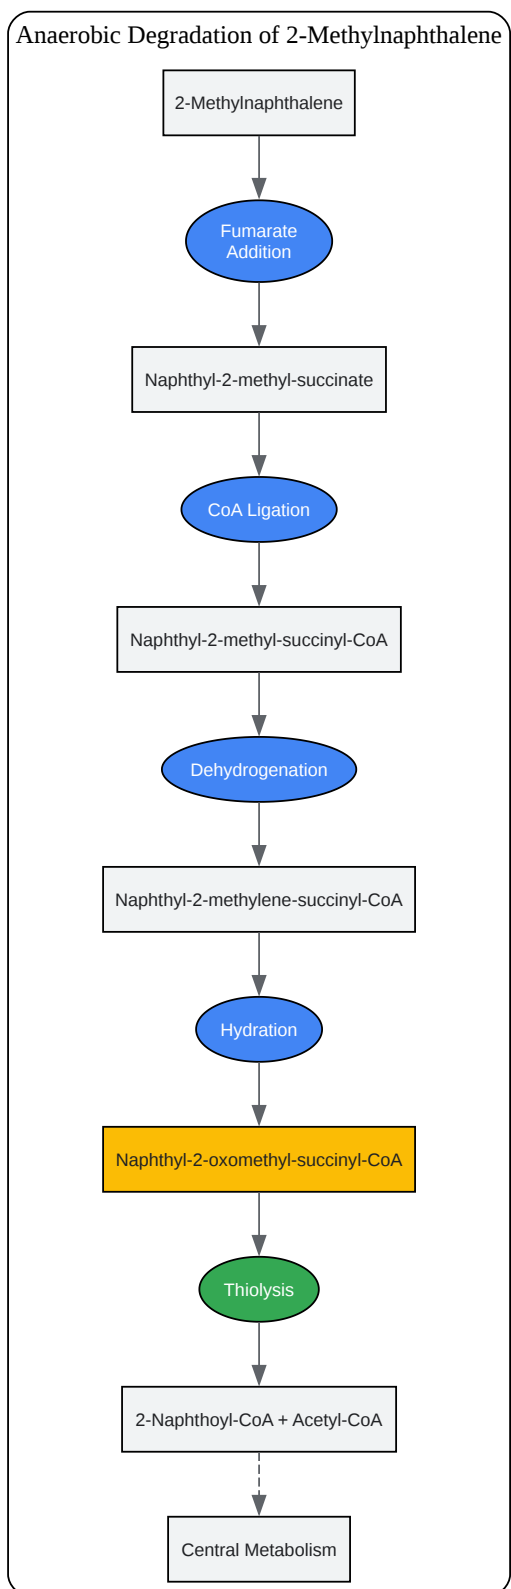 Anaerobic Degradation of 2-Methylnaphthalene
2-Methylnaphthalene
Fumarate
Addition
Naphthyl-2-methyl-succinate
CoA Ligation
Naphthyl-2-methyl-succinyl-CoA
Dehydrogenation
Naphthyl-2-methylene-succinyl-CoA
Hydration
Naphthyl-2-oxomethyl-succinyl-CoA
Thiolysis
2-Naphthoyl-CoA + Acetyl-CoA
Central Metabolism